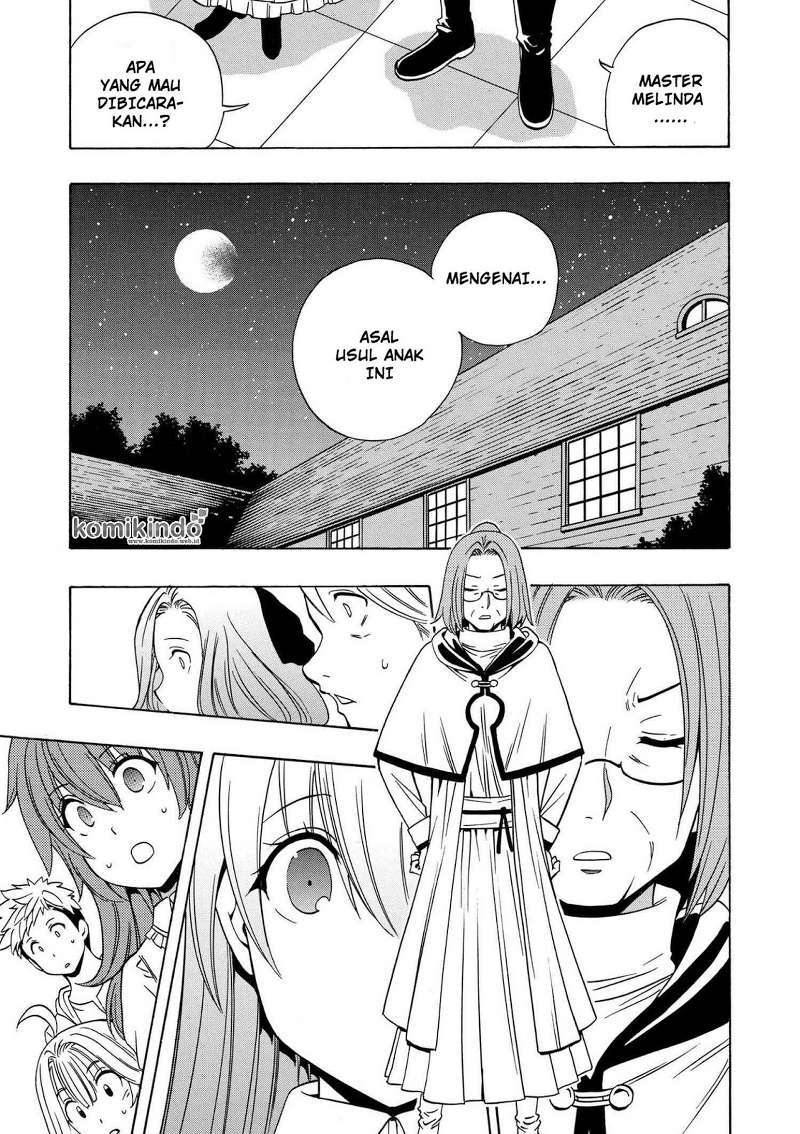 MASTER
MELINDA
......
APA
YANG MAU
DIBICARA-
KAN...?
MENGENAI...
ASAL
USUL ANAK
INI
komikindo
www.komikindo.web.id